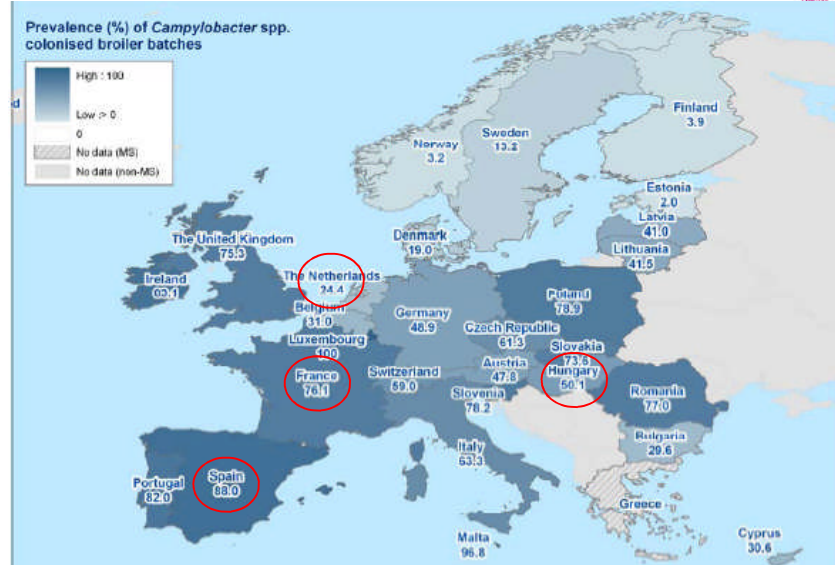 Prevalence (%) of Campylobacter spp.
colonised broiler batches
High : 100
Low > 0
0
No data (MS)
No data (non-MS)
d
Finland
3.9
Sweden
13.2
Norway
3.2
Estonia
2.0
Latvia
41.0
Lithuania
41.5
Denmark
19.0
The United Kingdom
75.3
Ireland
The Netherlands
24.4
Belgium
31.0
Luxembourg
100
Germany
48.9
Poland
78.9
Czech Republic
61.3
Slovakia
73.6
Austria
47.8
Hungary
50.1
France
76.1
Switzerland
59.0
Slovenia
78.2
Romania
77.0
Bulgaria
29.6
Italy
63.3
Portugal
82.0
Spain
88.0
Greece
Malta
96.8
Cyprus
30.6